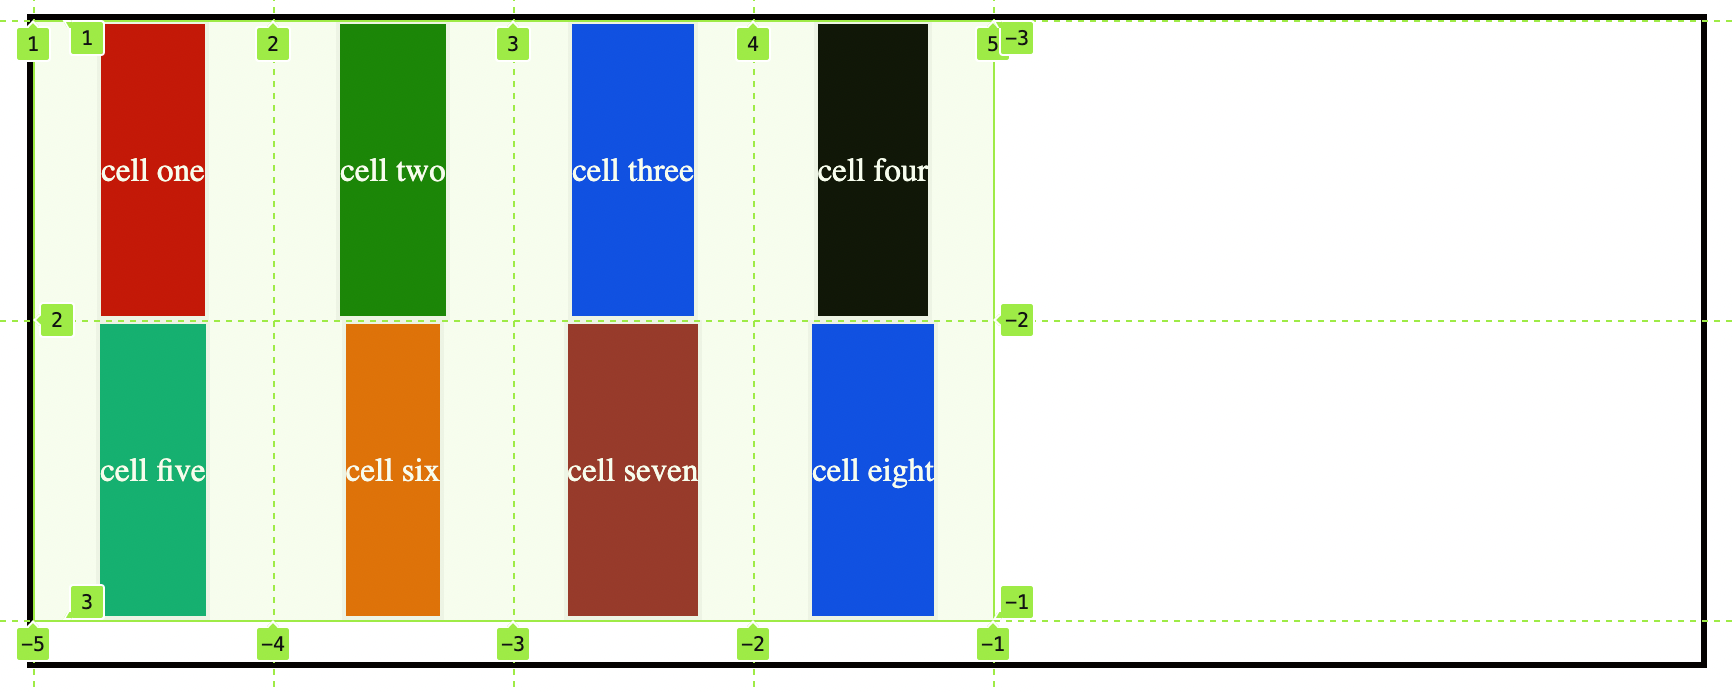 1 1 2 3 4 5 −3
cell one cell two cell three cell four
2 −2
cell five cell six cell seven cell eight
3 −1
−5 −4 −3 −2 −1